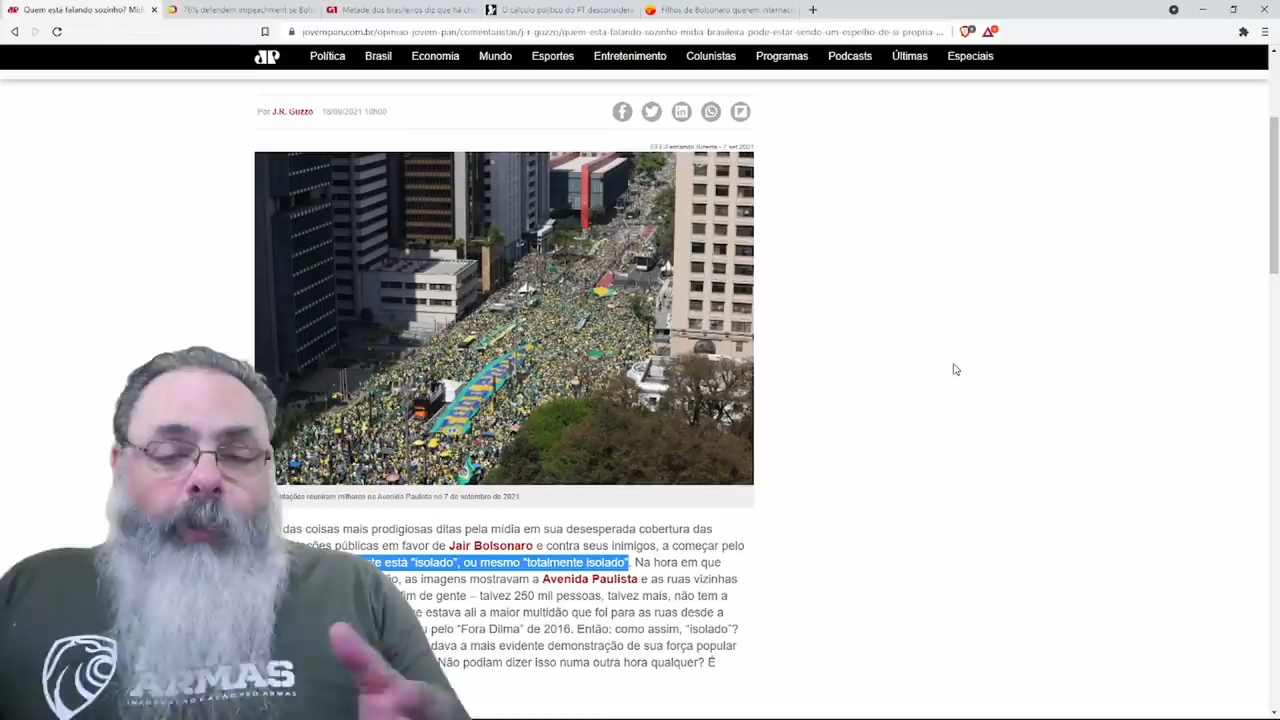 Quem está falando sozinho? Míd
76% defendem impeachment se Bols
Metade dos brasileiros diz que há cha
O cálculo político do PT desconsidera
Filhos de Bolsonaro querem internac
jovempan.com.br/opiniao-jovem-pan/comentaristas/j-r-guzzo/quem-esta-falando-sozinho-midia-brasileira-pode-estar-sendo-um-espelho-de-si-propria-...
JP Política Brasil Economia Mundo Esportes Entretenimento Colunistas Programas Podcasts Últimas Especiais
Por J.R. Guzzo 18/09/2021 10h00
EFE/Fernando Bizerra - 7 set.2021
reuniram milhares na Avenida Paulista no 7 de setembro de 2021
das coisas mais prodigiosas ditas pela mídia em sua desesperada cobertura das
públicas em favor de Jair Bolsonaro e contra seus inimigos, a começar pelo
está “isolado”, ou mesmo “totalmente isolado”. Na hora em que
as imagens mostravam a Avenida Paulista e as ruas vizinhas
de gente – talvez 250 mil pessoas, talvez mais, não tem a
estava ali a maior multidão que foi para as ruas desde a
pelo “Fora Dilma” de 2016. Então: como assim, “isolado”?
dava a mais evidente demonstração de sua força popular
Não podiam dizer isso numa outra hora qualquer? É
ARMAS